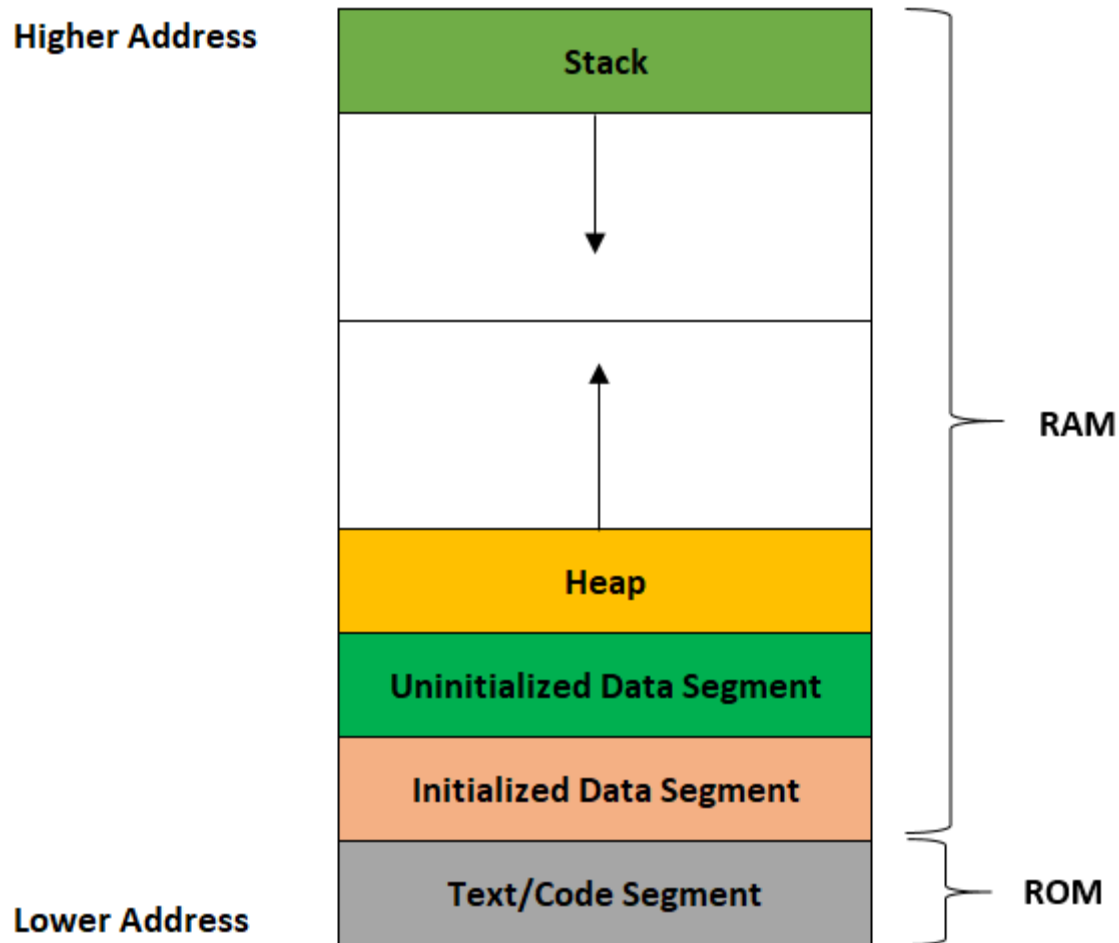 Higher Address
Stack
RAM
Heap
Uninitialized Data Segment
Initialized Data Segment
Text/Code Segment
ROM
Lower Address